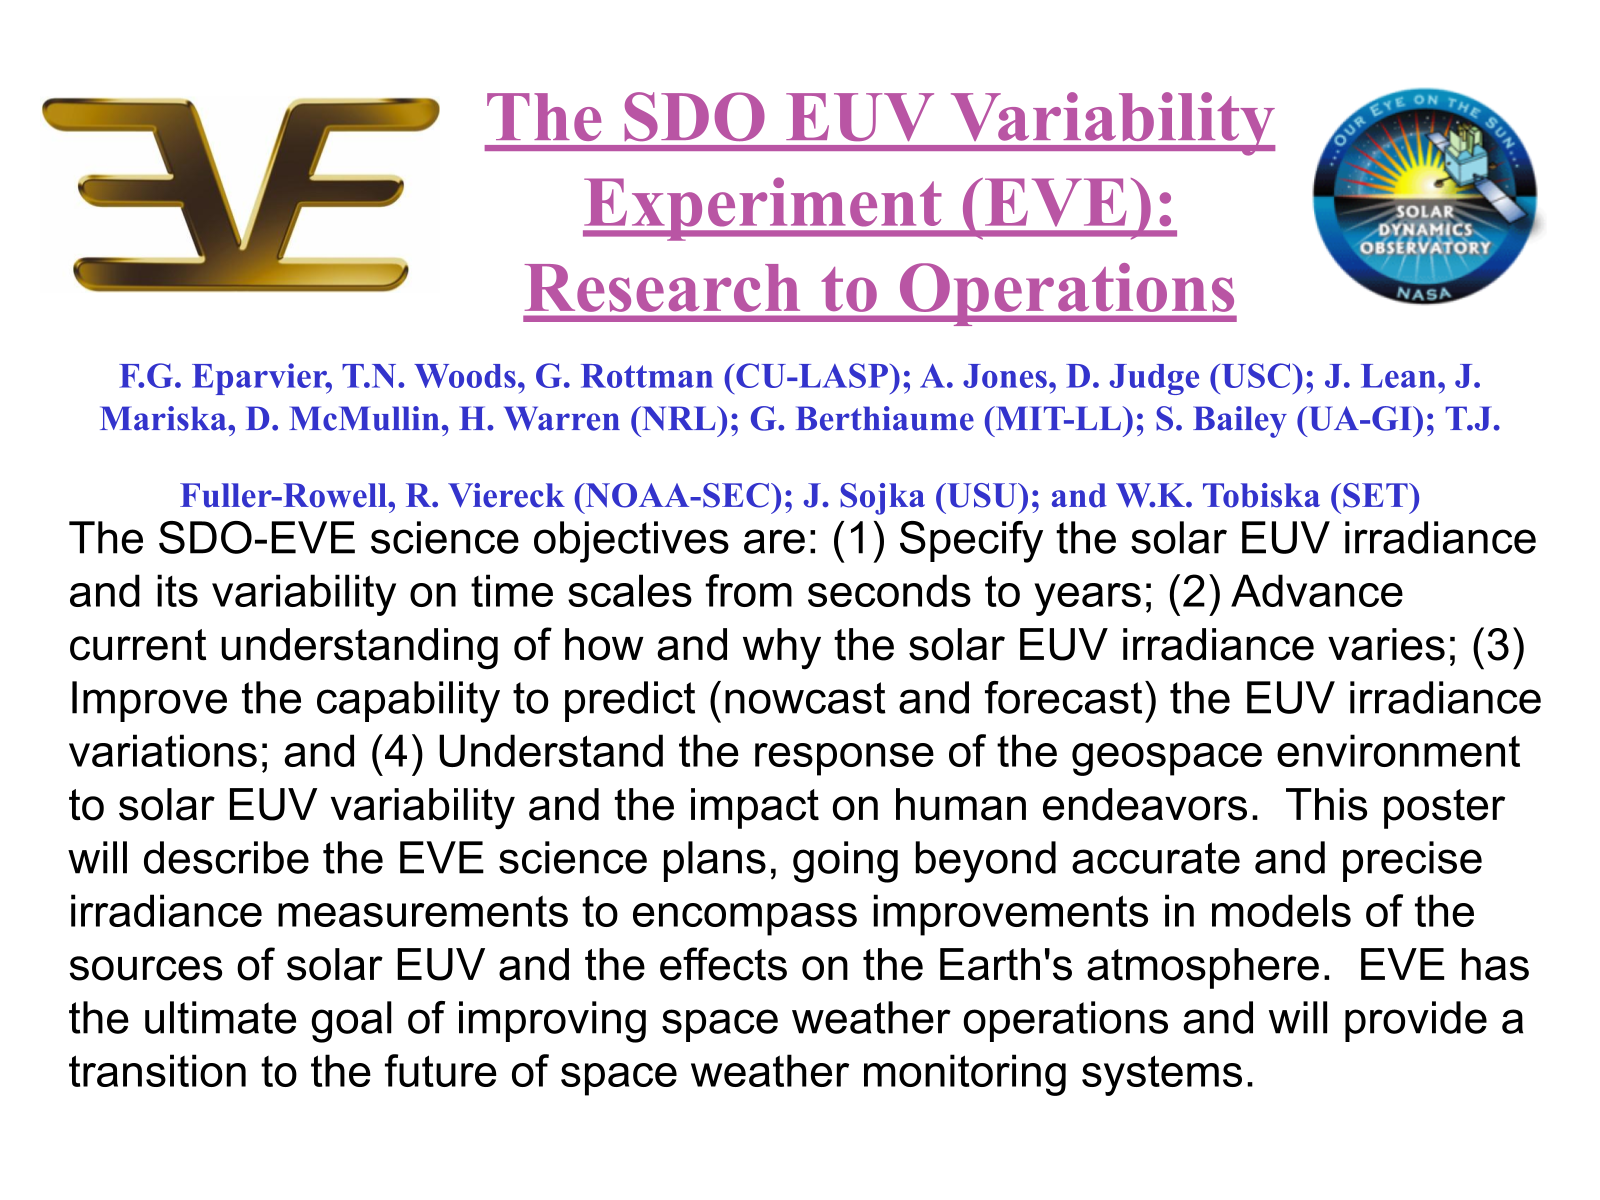 EVE
The SDO EUV Variability
Experiment (EVE):
Research to Operations
...OUR EYE ON THE SUN...
SOLAR
DYNAMICS
OBSERVATORY
NASA
F.G. Eparvier, T.N. Woods, G. Rottman (CU-LASP); A. Jones, D. Judge (USC); J. Lean, J.
Mariska, D. McMullin, H. Warren (NRL); G. Berthiaume (MIT-LL); S. Bailey (UA-GI); T.J.
Fuller-Rowell, R. Viereck (NOAA-SEC); J. Sojka (USU); and W.K. Tobiska (SET)
The SDO-EVE science objectives are: (1) Specify the solar EUV irradiance
and its variability on time scales from seconds to years; (2) Advance
current understanding of how and why the solar EUV irradiance varies; (3)
Improve the capability to predict (nowcast and forecast) the EUV irradiance
variations; and (4) Understand the response of the geospace environment
to solar EUV variability and the impact on human endeavors.  This poster
will describe the EVE science plans, going beyond accurate and precise
irradiance measurements to encompass improvements in models of the
sources of solar EUV and the effects on the Earth's atmosphere.  EVE has
the ultimate goal of improving space weather operations and will provide a
transition to the future of space weather monitoring systems.